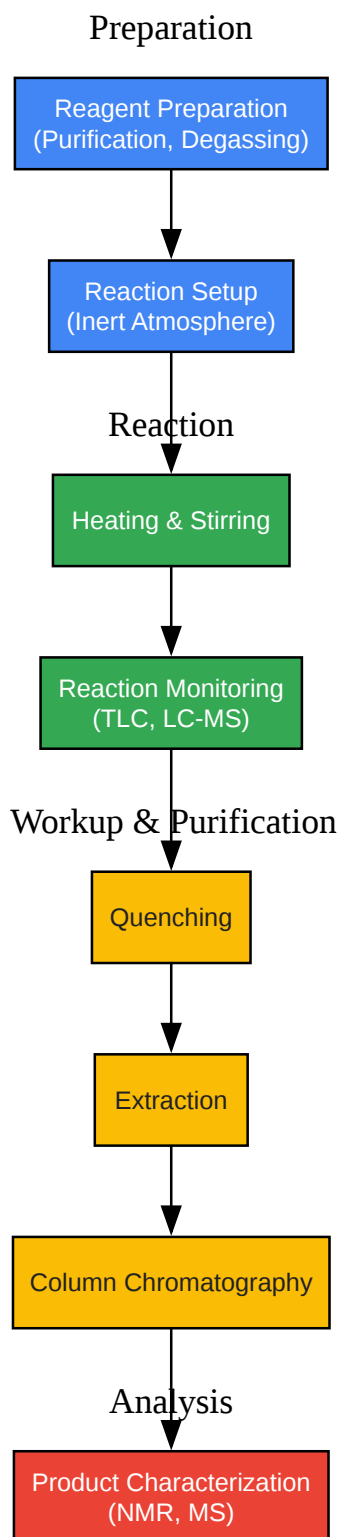 Preparation
Reagent Preparation
(Purification, Degassing)
Reaction Setup
(Inert Atmosphere)
Reaction
Heating & Stirring
Reaction Monitoring
(TLC, LC-MS)
Workup & Purification
Quenching
Extraction
Column Chromatography
Analysis
Product Characterization
(NMR, MS)